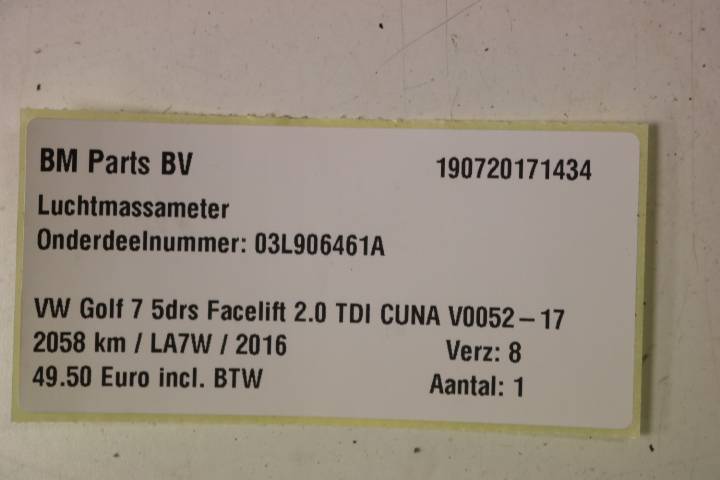 BM Parts BV 190720171434
Luchtmassameter
Onderdeelnummer: 03L906461A
VW Golf 7 5drs Facelift 2.0 TDI CUNA V0052-17
2058 km / LA7W / 2016 Verz: 8
49.50 Euro incl. BTW Aantal: 1